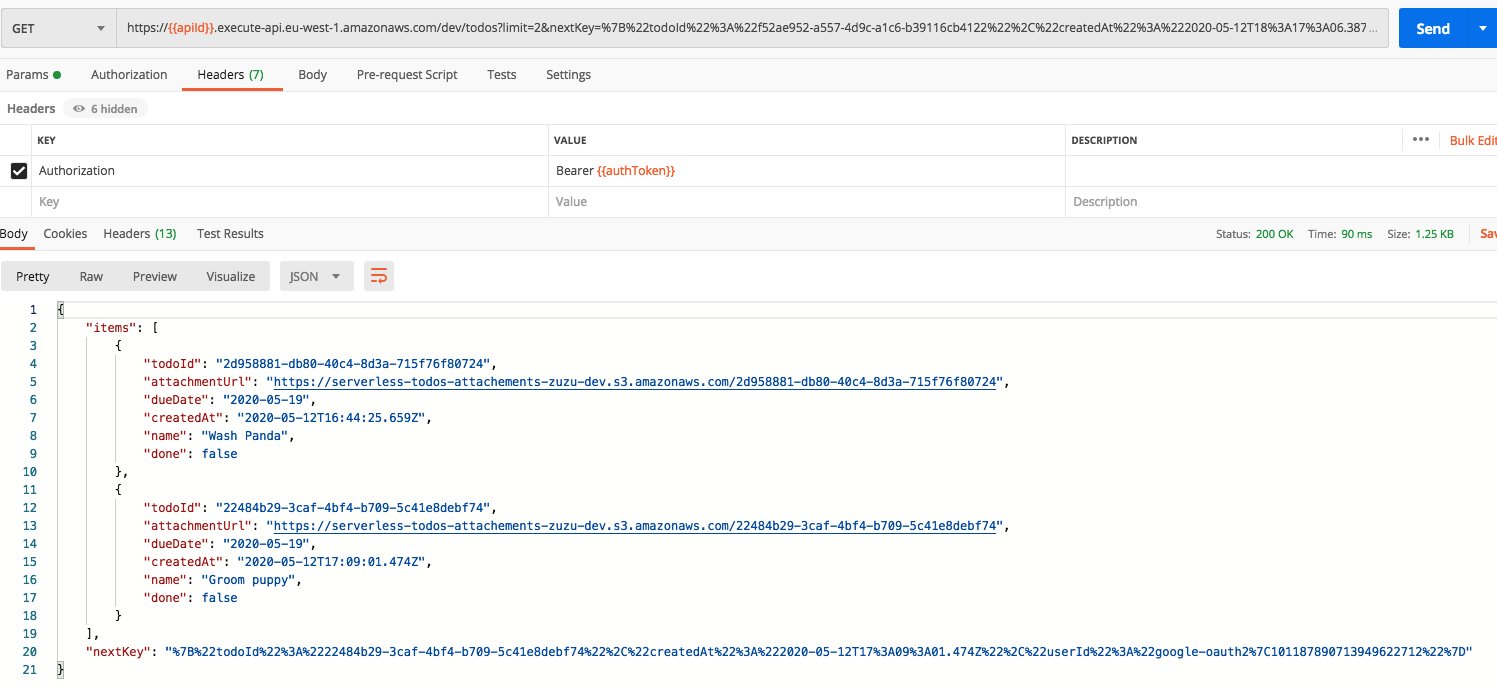 GET https://{{apiId}}.execute-api.eu-west-1.amazonaws.com/dev/todos?limit=2&nextKey=%7B%22todoId%22%3A%22f52ae952-a557-4d9c-a1c6-b39116cb4122%22%2C%22createdAt%22%3A%222020-05-12T18%3A17%3A06.387... Send
Params Authorization Headers (7) Body Pre-request Script Tests Settings
Headers 6 hidden
KEY VALUE DESCRIPTION ••• Bulk Edit
Authorization Bearer {{authToken}}
Key Value Description
Body Cookies Headers (13) Test Results Status: 200 OK Time: 90 ms Size: 1.25 KB Sav
Pretty Raw Preview Visualize JSON
1 {
2 "items": [
3 {
4 "todoId": "2d958881-db80-40c4-8d3a-715f76f80724",
5 "attachmentUrl": "https://serverless-todos-attachements-zuzu-dev.s3.amazonaws.com/2d958881-db80-40c4-8d3a-715f76f80724",
6 "dueDate": "2020-05-19",
7 "createdAt": "2020-05-12T16:44:25.659Z",
8 "name": "Wash Panda",
9 "done": false
10 },
11 {
12 "todoId": "22484b29-3caf-4bf4-b709-5c41e8debf74",
13 "attachmentUrl": "https://serverless-todos-attachements-zuzu-dev.s3.amazonaws.com/22484b29-3caf-4bf4-b709-5c41e8debf74",
14 "dueDate": "2020-05-19",
15 "createdAt": "2020-05-12T17:09:01.474Z",
16 "name": "Groom puppy",
17 "done": false
18 }
19 ],
20 "nextKey": "%7B%22todoId%22%3A%2222484b29-3caf-4bf4-b709-5c41e8debf74%22%2C%22createdAt%22%3A%222020-05-12T17%3A09%3A01.474Z%22%2C%22userId%22%3A%22google-oauth2%7C101187890713949622712%22%7D"
21 }